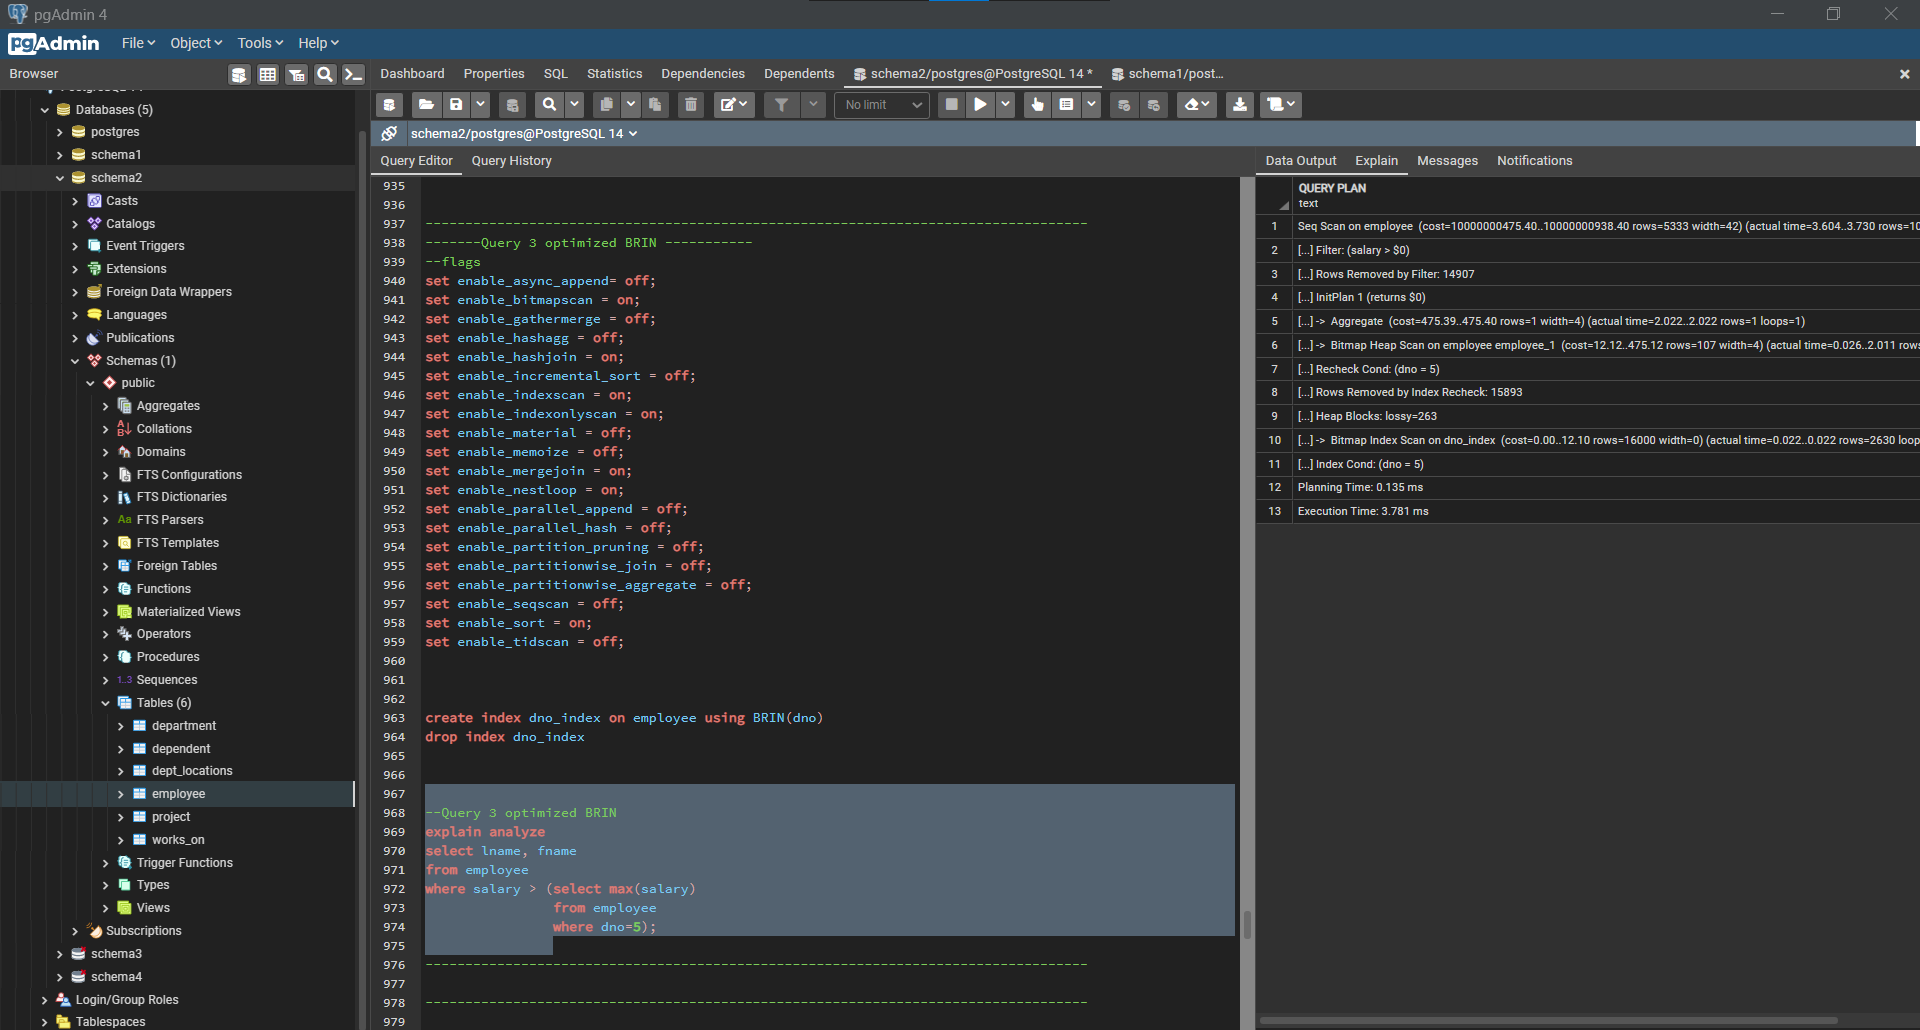 pgAdmin 4
pgAdmin File Object Tools Help
Browser
Dashboard Properties SQL Statistics Dependencies Dependents schema2/postgres@PostgreSQL 14 * schema1/post...
No limit
schema2/postgres@PostgreSQL 14
Query Editor Query History
Data Output Explain Messages Notifications
Databases (5)
postgres
schema1
schema2
Casts
Catalogs
Event Triggers
Extensions
Foreign Data Wrappers
Languages
Publications
Schemas (1)
public
Aggregates
Collations
Domains
FTS Configurations
FTS Dictionaries
FTS Parsers
FTS Templates
Foreign Tables
Functions
Materialized Views
Operators
Procedures
1..3 Sequences
Tables (6)
department
dependent
dept_locations
employee
project
works_on
Trigger Functions
Types
Views
Subscriptions
schema3
schema4
Login/Group Roles
Tablespaces
935
936
937 -----------------------------------------------------------------------------------
938 -------Query 3 optimized BRIN -----------
939 --flags
940 set enable_async_append= off;
941 set enable_bitmapscan = on;
942 set enable_gathermerge = off;
943 set enable_hashagg = off;
944 set enable_hashjoin = on;
945 set enable_incremental_sort = off;
946 set enable_indexscan = on;
947 set enable_indexonlyscan = on;
948 set enable_material = off;
949 set enable_memoize = off;
950 set enable_mergejoin = on;
951 set enable_nestloop = on;
952 set enable_parallel_append = off;
953 set enable_parallel_hash = off;
954 set enable_partition_pruning = off;
955 set enable_partitionwise_join = off;
956 set enable_partitionwise_aggregate = off;
957 set enable_seqscan = off;
958 set enable_sort = on;
959 set enable_tidscan = off;
960
961
962
963 create index dno_index on employee using BRIN(dno)
964 drop index dno_index
965
966
967
968 --Query 3 optimized BRIN
969 explain analyze
970 select lname, fname
971 from employee
972 where salary > (select max(salary)
973 from employee
974 where dno=5);
975
976 -----------------------------------------------------------------------------------
977
978 -----------------------------------------------------------------------------------
979
QUERY PLAN
text
1 Seq Scan on employee (cost=10000000475.40..10000000938.40 rows=5333 width=42) (actual time=3.604..3.730 rows=10
2 [...] Filter: (salary > $0)
3 [...] Rows Removed by Filter: 14907
4 [...] InitPlan 1 (returns $0)
5 [...] -> Aggregate (cost=475.39..475.40 rows=1 width=4) (actual time=2.022..2.022 rows=1 loops=1)
6 [...] -> Bitmap Heap Scan on employee employee_1 (cost=12.12..475.12 rows=107 width=4) (actual time=0.026..2.011 rows
7 [...] Recheck Cond: (dno = 5)
8 [...] Rows Removed by Index Recheck: 15893
9 [...] Heap Blocks: lossy=263
10 [...] -> Bitmap Index Scan on dno_index (cost=0.00..12.10 rows=16000 width=0) (actual time=0.022..0.022 rows=2630 loop
11 [...] Index Cond: (dno = 5)
12 Planning Time: 0.135 ms
13 Execution Time: 3.781 ms